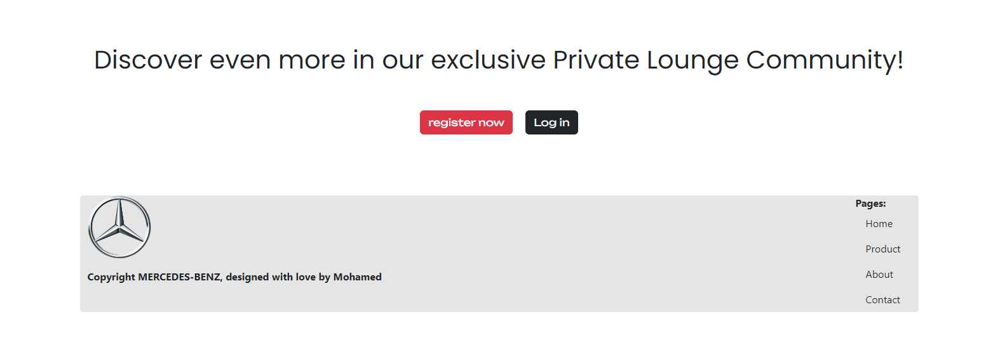 Discover even more in our exclusive Private Lounge Community!
register now
Log in
Copyright MERCEDES-BENZ, designed with love by Mohamed
Pages:
Home
Product
About
Contact